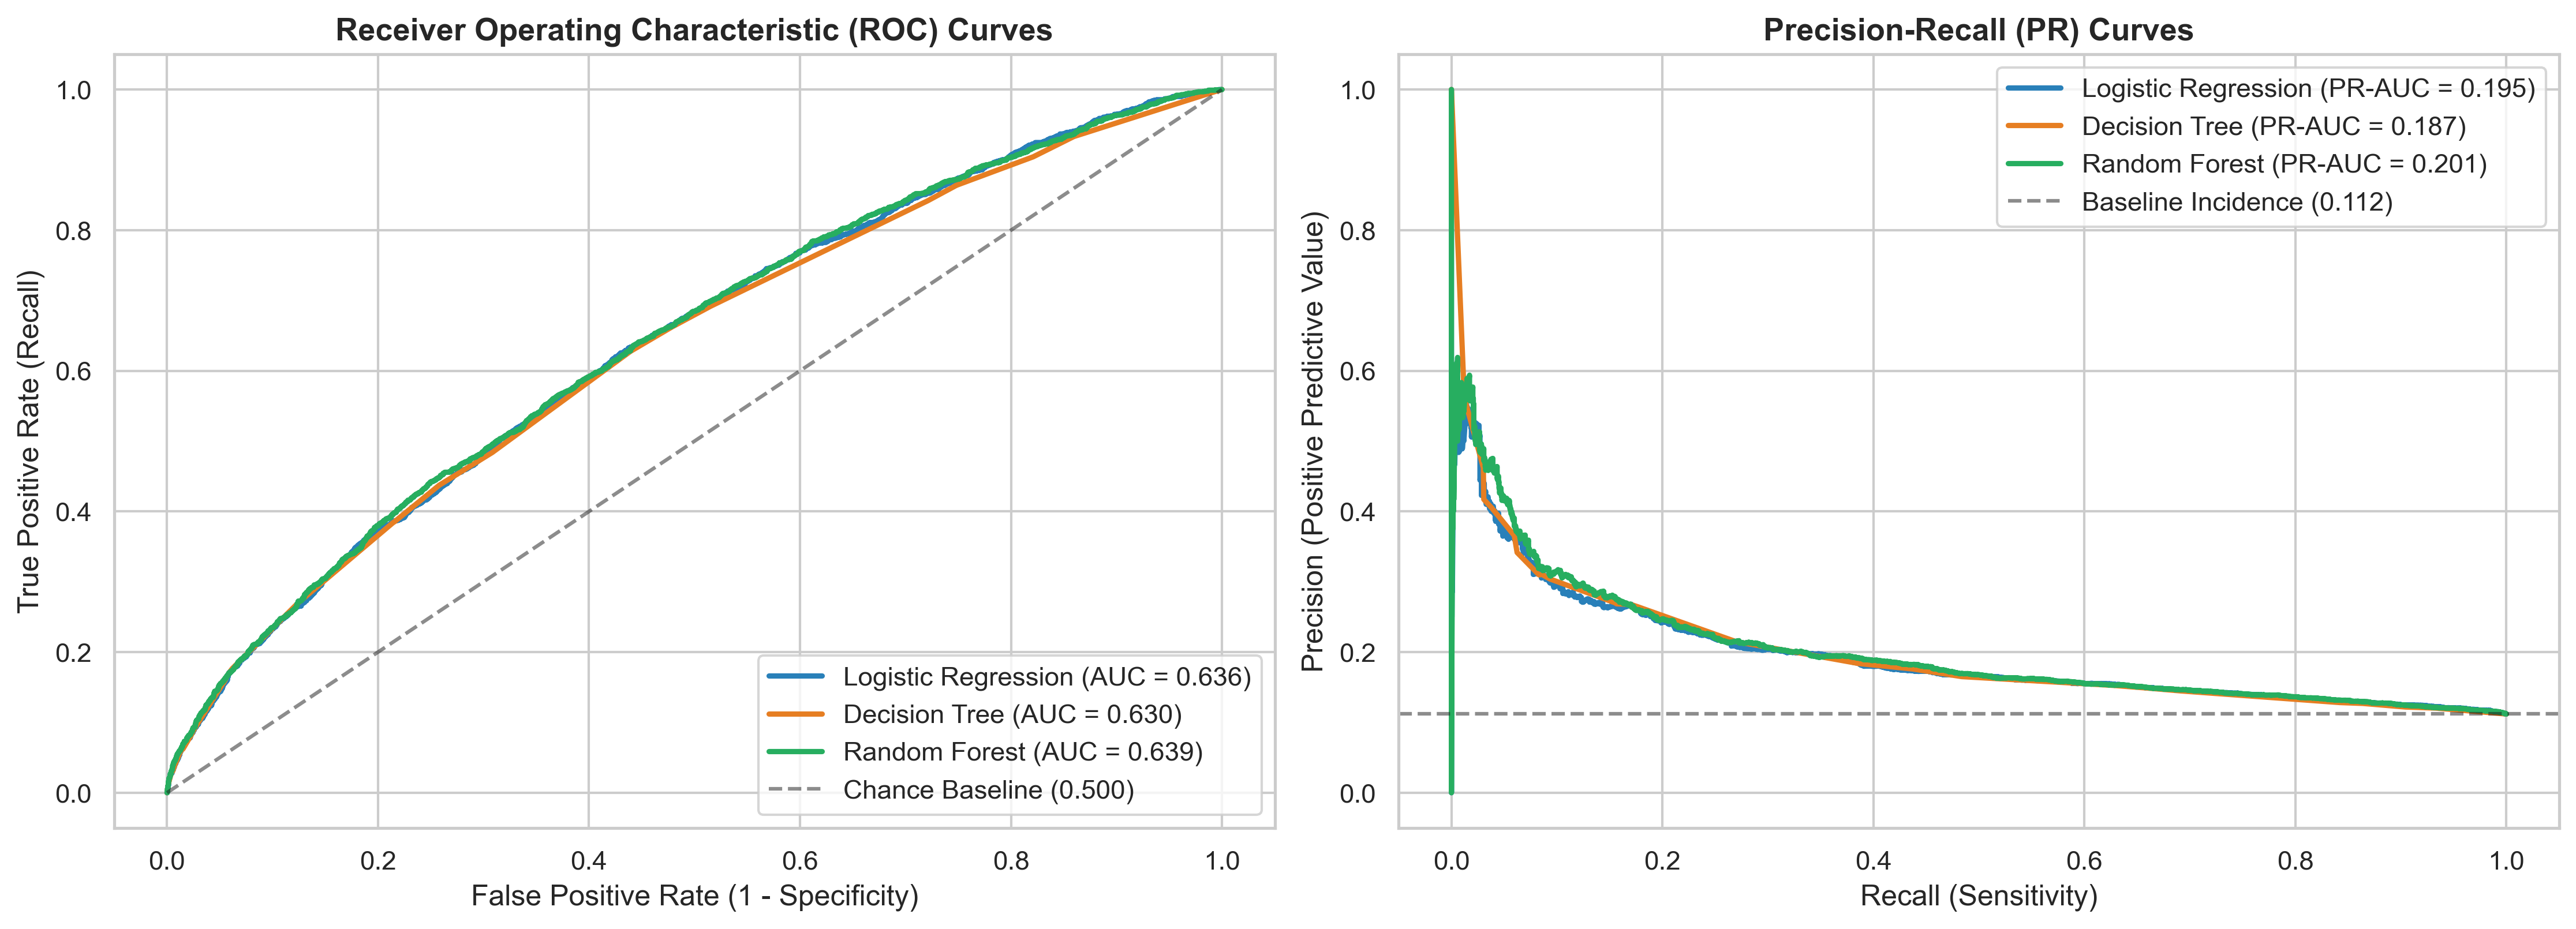 Receiver Operating Characteristic (ROC) Curves
True Positive Rate (Recall)
1.0
0.8
0.6
0.4
0.2
0.0
Logistic Regression (AUC = 0.636)
Decision Tree (AUC = 0.630)
Random Forest (AUC = 0.639)
Chance Baseline (0.500)
0.0 0.2 0.4 0.6 0.8 1.0
False Positive Rate (1 - Specificity)
Precision-Recall (PR) Curves
Precision (Positive Predictive Value)
1.0
0.8
0.6
0.4
0.2
0.0
Logistic Regression (PR-AUC = 0.195)
Decision Tree (PR-AUC = 0.187)
Random Forest (PR-AUC = 0.201)
Baseline Incidence (0.112)
0.0 0.2 0.4 0.6 0.8 1.0
Recall (Sensitivity)